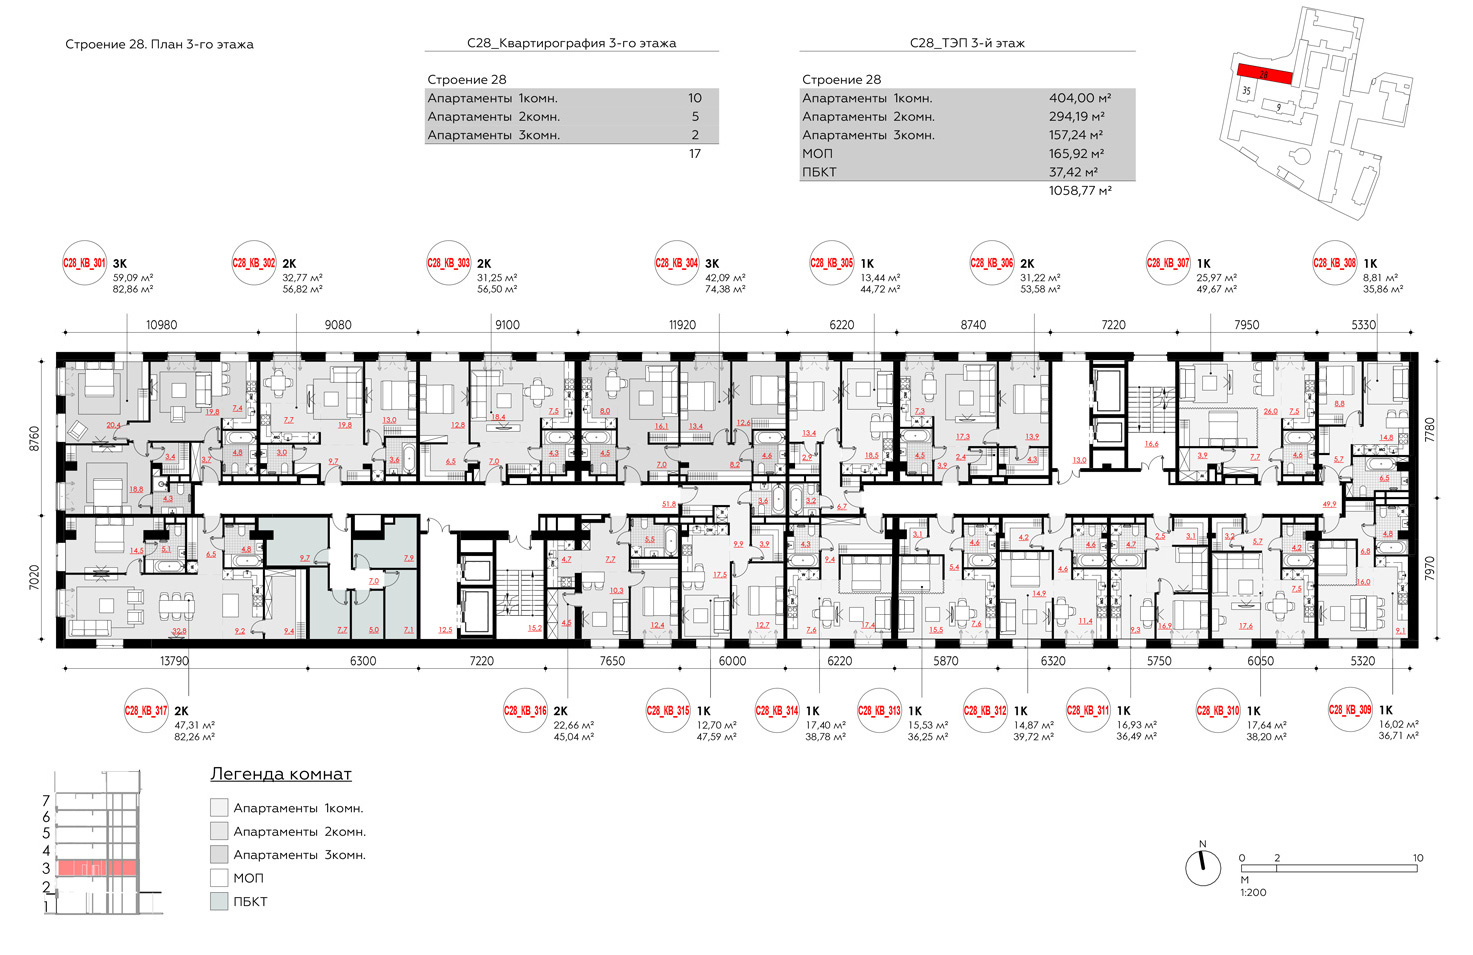 Строение 28. План 3-го этажа
С28_Квартирография 3-го этажа
Строение 28
Апартаменты 1комн. 10
Апартаменты 2комн. 5
Апартаменты 3комн. 2
17
С28_ТЭП 3-й этаж
Строение 28
Апартаменты 1комн. 404,00 м²
Апартаменты 2комн. 294,19 м²
Апартаменты 3комн. 157,24 м²
МОП 165,92 м²
ПБКТ 37,42 м²
1058,77 м²
28
35
9
С28_КВ_301 3К
59,09 м²
82,86 м²
С28_КВ_302 2К
32,77 м²
56,82 м²
С28_КВ_303 2К
31,25 м²
56,50 м²
С28_КВ_304 3К
42,09 м²
74,38 м²
С28_КВ_305 1К
13,44 м²
44,72 м²
С28_КВ_306 2К
31,22 м²
53,58 м²
С28_КВ_307 1К
25,97 м²
49,67 м²
С28_КВ_308 1К
8,81 м²
35,86 м²
10980 9080 9100 11920 6220 8740 7220 7950 5330
8760
7020
7780
7970
20.4 19.8 7.4 7.7 19.8 13.0 12.8 18.4 7.5 8.0 16.1 13.4 12.6 13.4 18.5 7.3 17.3 13.9 16.6 13.0 26.0 7.5 8.8 14.8
3.4 3.7 4.8 3.0 9.7 3.6 6.5 7.0 4.3 4.5 7.0 8.2 4.6 2.9 4.5 3.9 2.4 4.3 3.9 7.7 4.6 5.7 6.5
18.8 4.3 51.8 3.6 3.2 6.7 49.9
14.5 5.1 6.5 4.8 9.7 7.9 7.0 4.7 7.7 5.5 9.9 3.9 4.3 9.4 3.1 4.6 5.4 4.2 4.6 4.7 2.5 3.1 3.2 5.7 4.2 6.8 4.8
32.8 9.2 9.4 7.7 5.0 7.1 12.5 15.2 4.5 10.3 12.4 17.5 12.7 7.6 17.4 15.5 7.6 14.9 11.4 9.3 16.9 17.6 7.5 16.0 9.1
13790 6300 7220 7650 6000 6220 5870 6320 5750 6050 5320
С28_КВ_317 2К
47,31 м²
82,26 м²
С28_КВ_316 2К
22,66 м²
45,04 м²
С28_КВ_315 1К
12,70 м²
47,59 м²
С28_КВ_314 1К
17,40 м²
38,78 м²
С28_КВ_313 1К
15,53 м²
36,25 м²
С28_КВ_312 1К
14,87 м²
39,72 м²
С28_КВ_311 1К
16,93 м²
36,49 м²
С28_КВ_310 1К
17,64 м²
38,20 м²
С28_КВ_309 1К
16,02 м²
36,71 м²
7
6
5
4
3
2
1
Легенда комнат
Апартаменты 1комн.
Апартаменты 2комн.
Апартаменты 3комн.
МОП
ПБКТ
N
0 2 10
М
1:200